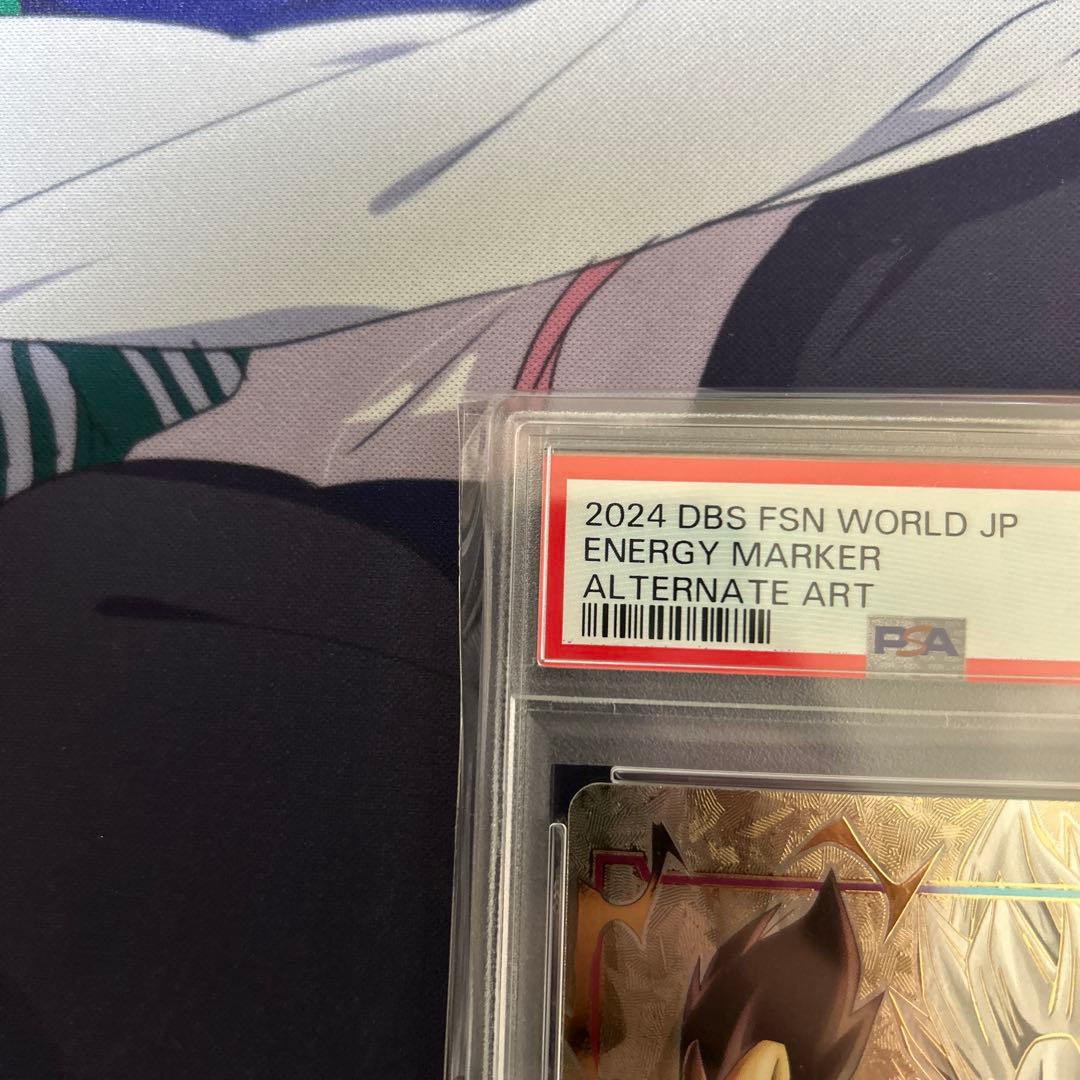 2024 DBS FSN WORLD JP
ENERGY MARKER
ALTERNATE ART
PSA